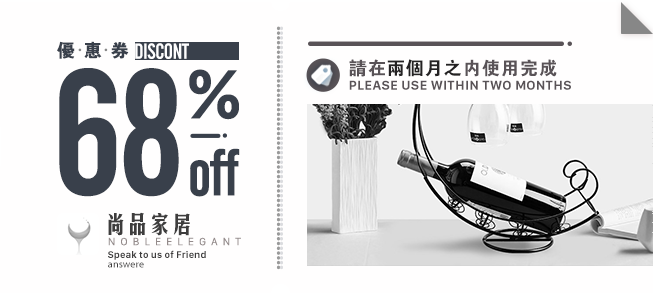 優·惠·券 DISCONT
68%
off
尚品家居
NOBLEELEGANT
Speak to us of Friend
answere
請在兩個月之内使用完成
PLEASE USE WITHIN TWO MONTHS